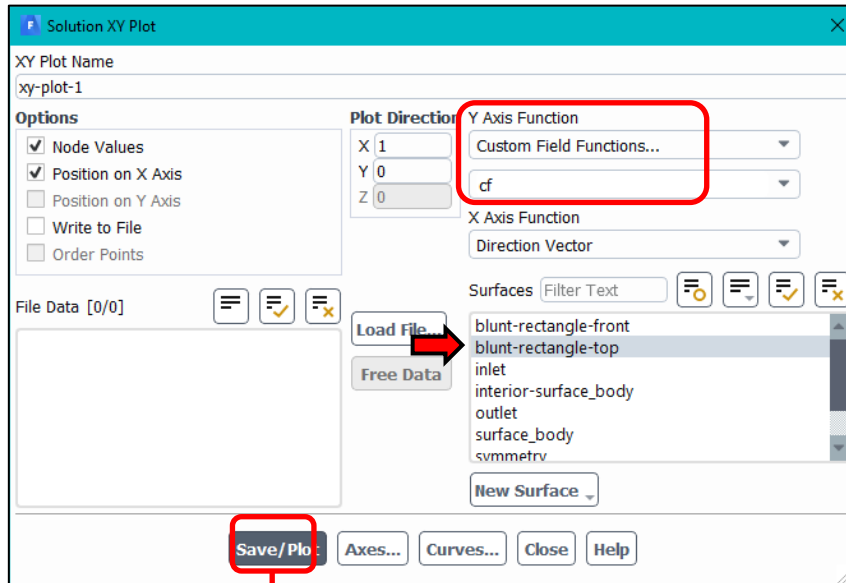 F Solution XY Plot
XY Plot Name
xy-plot-1
Options
Node Values
Position on X Axis
Position on Y Axis
Write to File
Order Points
Plot Direction
X 1
Y 0
Z 0
Y Axis Function
Custom Field Functions...
cf
X Axis Function
Direction Vector
File Data [0/0]
Load File...
Free Data
Surfaces Filter Text
blunt-rectangle-front
blunt-rectangle-top
inlet
interior-surface_body
outlet
surface_body
symmetry
New Surface
Save/Plot Axes... Curves... Close Help